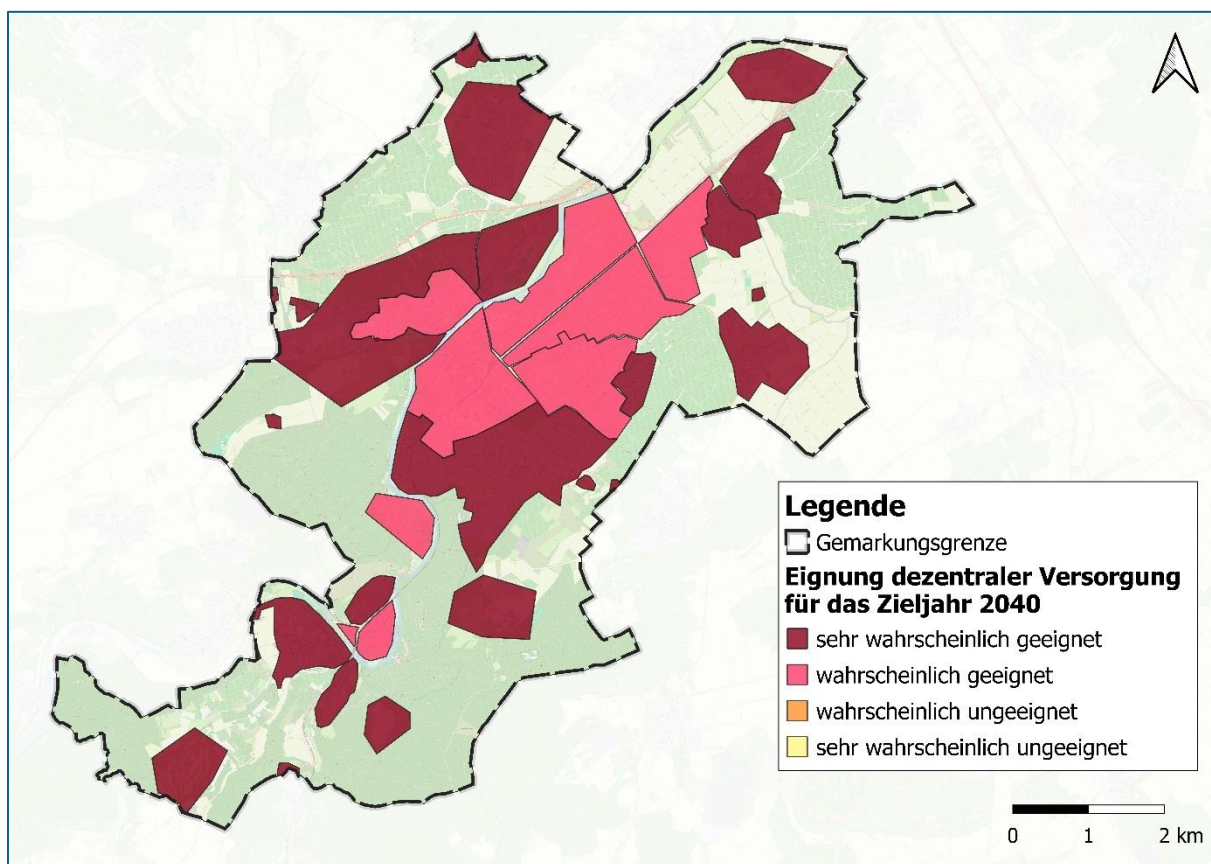 Legende
Gemarkungsgrenze
Eignung dezentraler Versorgung
für das Zieljahr 2040
sehr wahrscheinlich geeignet
wahrscheinlich geeignet
wahrscheinlich ungeeignet
sehr wahrscheinlich ungeeignet
0 1 2 km